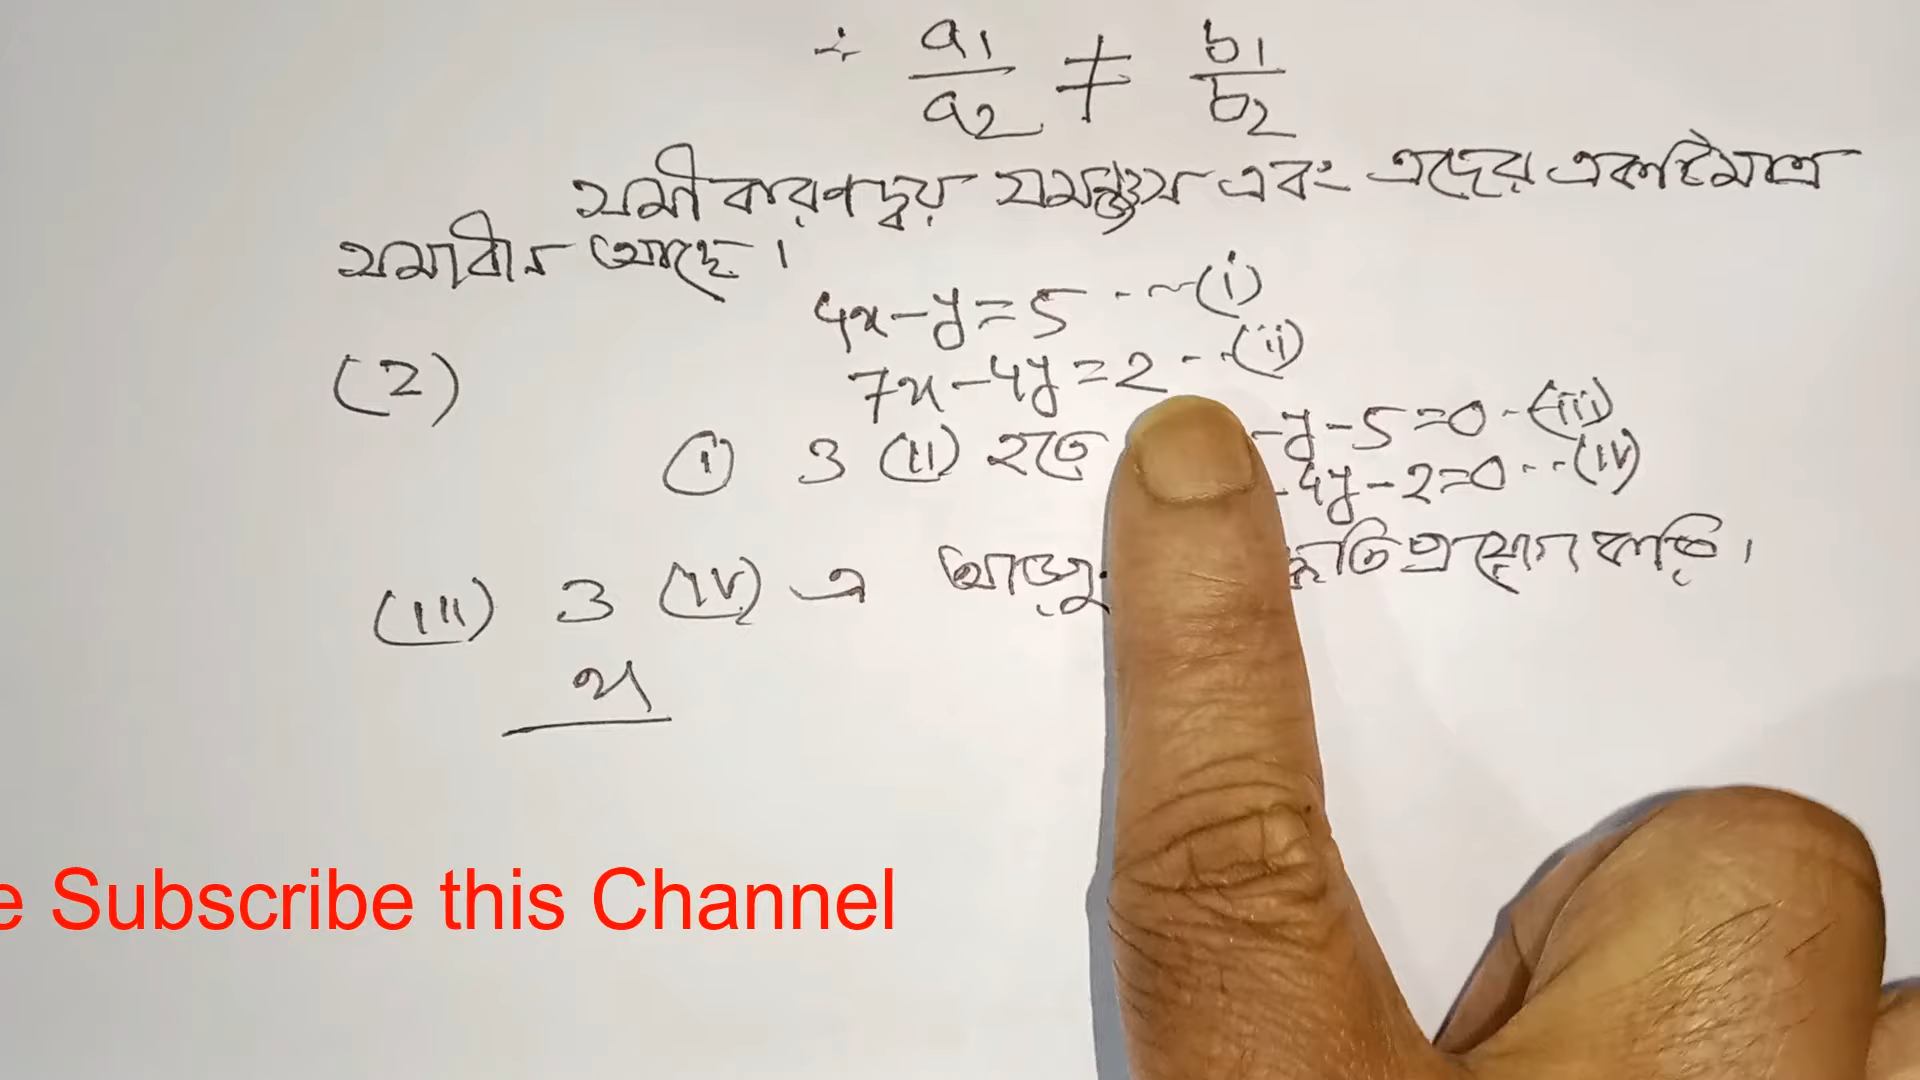 ∴ a₁/a₂ ≠ b₁/b₂
সমীকরণদ্বয় সমঞ্জস এবং এদের একটিমাত্র
সমাধান আছে।
4x - y = 5 --- (i)
(2) 7x - 4y = 2 --- (ii)
(i) ও (ii) হতে - y - 5 = 0 -- (iii)
- 4y - 2 = 0 --- (iv)
(iii) ও (iv) এ প্রয়োগ করি।
x
e Subscribe this Channel